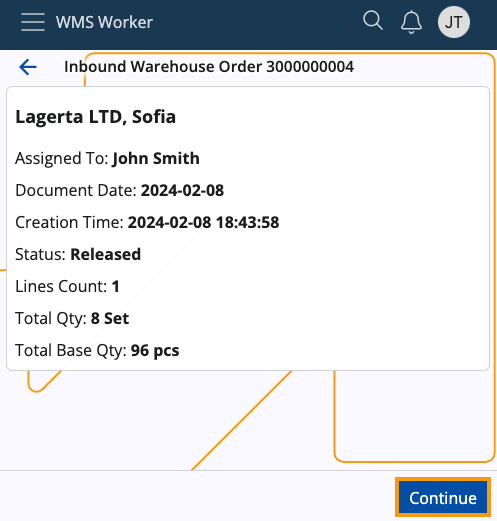 WMS Worker
JT
Inbound Warehouse Order 3000000004
Lagerta LTD, Sofia
Assigned To: John Smith
Document Date: 2024-02-08
Creation Time: 2024-02-08 18:43:58
Status: Released
Lines Count: 1
Total Qty: 8 Set
Total Base Qty: 96 pcs
Continue